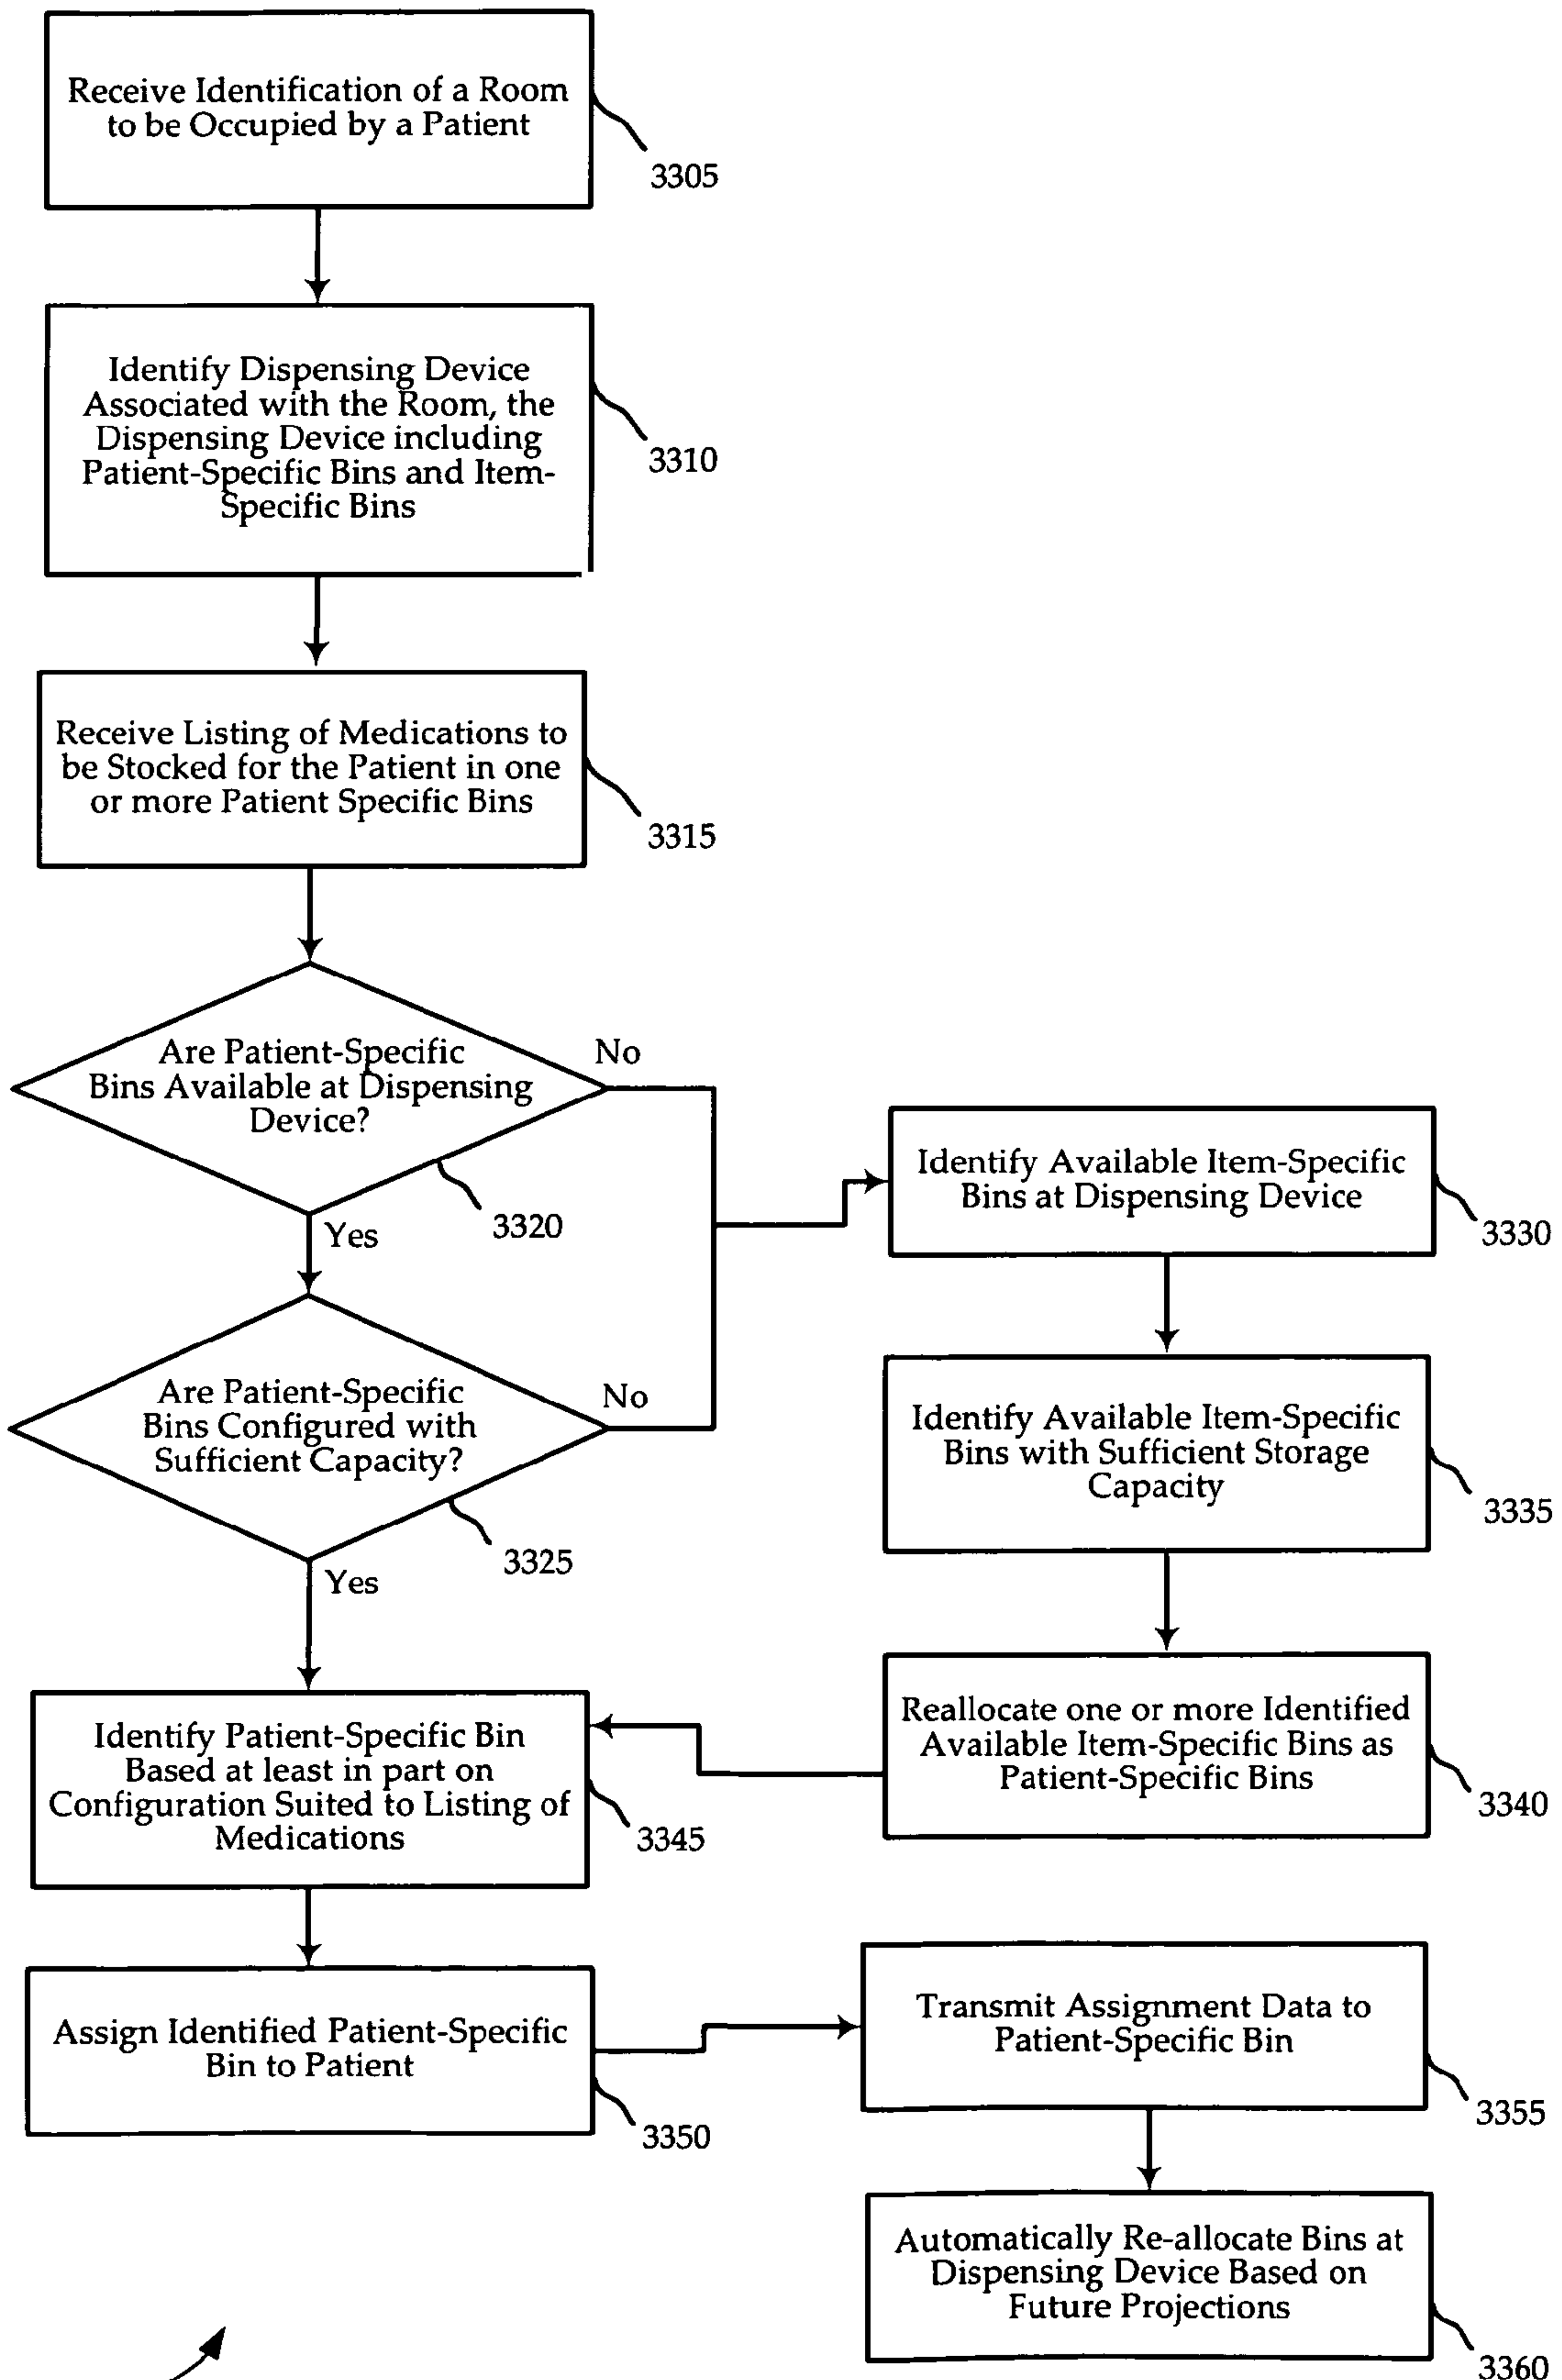 Receive Identification of a Room
to be Occupied by a Patient
3305
Identify Dispensing Device
Associated with the Room, the
Dispensing Device including
Patient-Specific Bins and Item-
Specific Bins
3310
Receive Listing of Medications to
be Stocked for the Patient in one
or more Patient Specific Bins
3315
Are Patient-Specific
Bins Available at Dispensing
Device?
No
3320
Yes
Are Patient-Specific
Bins Configured with
Sufficient Capacity?
No
3325
Yes
Identify Available Item-Specific
Bins at Dispensing Device
3330
Identify Available Item-Specific
Bins with Sufficient Storage
Capacity
3335
Reallocate one or more Identified
Available Item-Specific Bins as
Patient-Specific Bins
3340
Identify Patient-Specific Bin
Based at least in part on
Configuration Suited to Listing of
Medications
3345
Assign Identified Patient-Specific
Bin to Patient
3350
Transmit Assignment Data to
Patient-Specific Bin
3355
Automatically Re-allocate Bins at
Dispensing Device Based on
Future Projections
3360